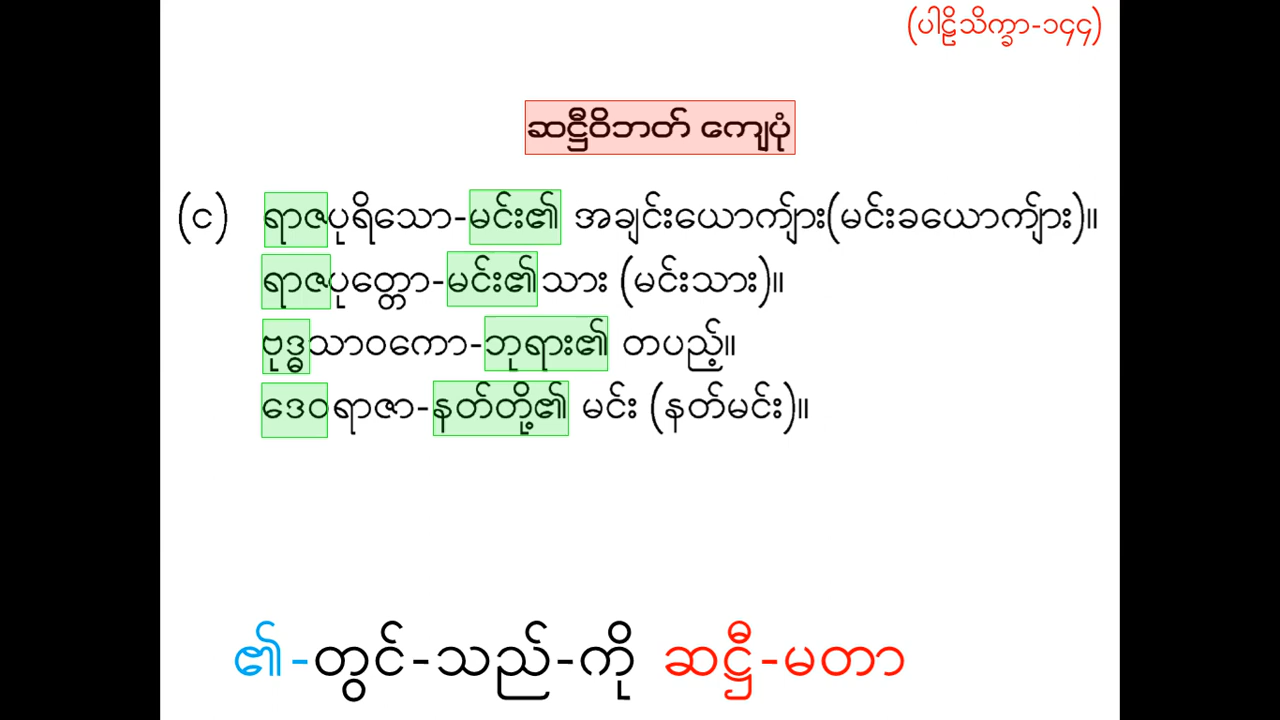 (ပါဠိသိက္ခာ-၁၄၄)
ဆဋ္ဌီဝိဘတ် ကျေပုံ
(င) ရာဇပုရိသော-မင်း၏ အချင်းယောက်ျား(မင်းခယောက်ျား)။
ရာဇပုတ္တော-မင်း၏သား (မင်းသား)။
ဗုဒ္ဓသာဝကော-ဘုရား၏ တပည့်။
ဒေဝရာဇာ-နတ်တို့၏ မင်း (နတ်မင်း)။
၏-တွင်-သည်-ကို ဆဋ္ဌီ-မတာ